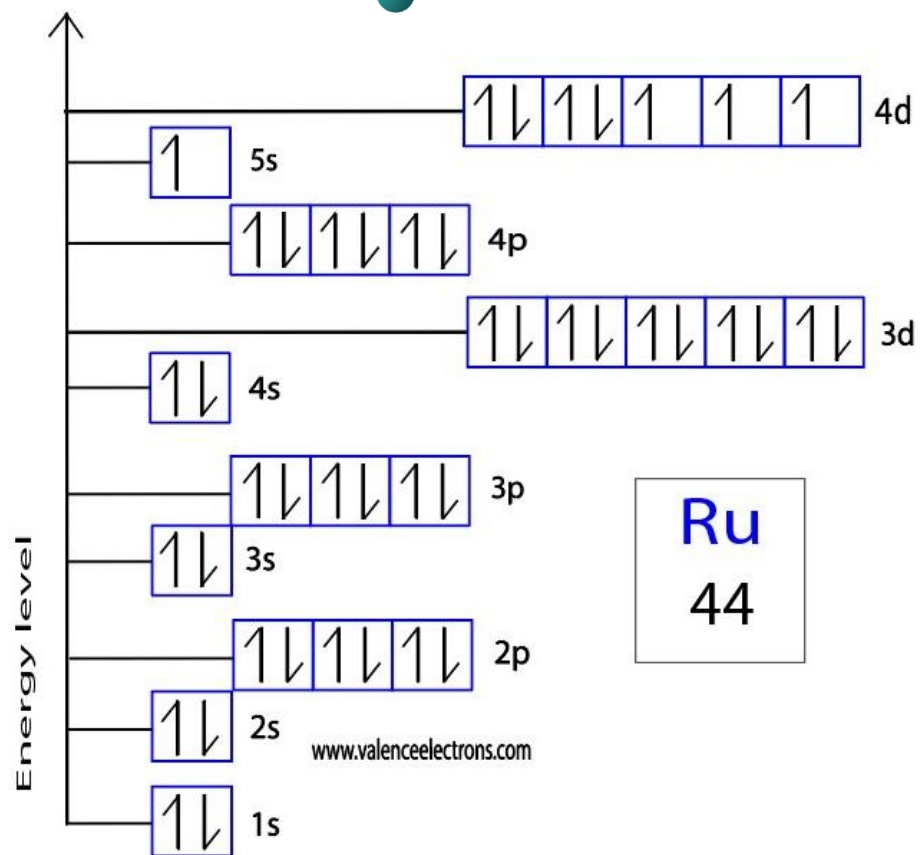 4d
5s
4p
3d
4s
3p
Ru
44
3s
2p
2s
www.valenceelectrons.com
1s
Energy level